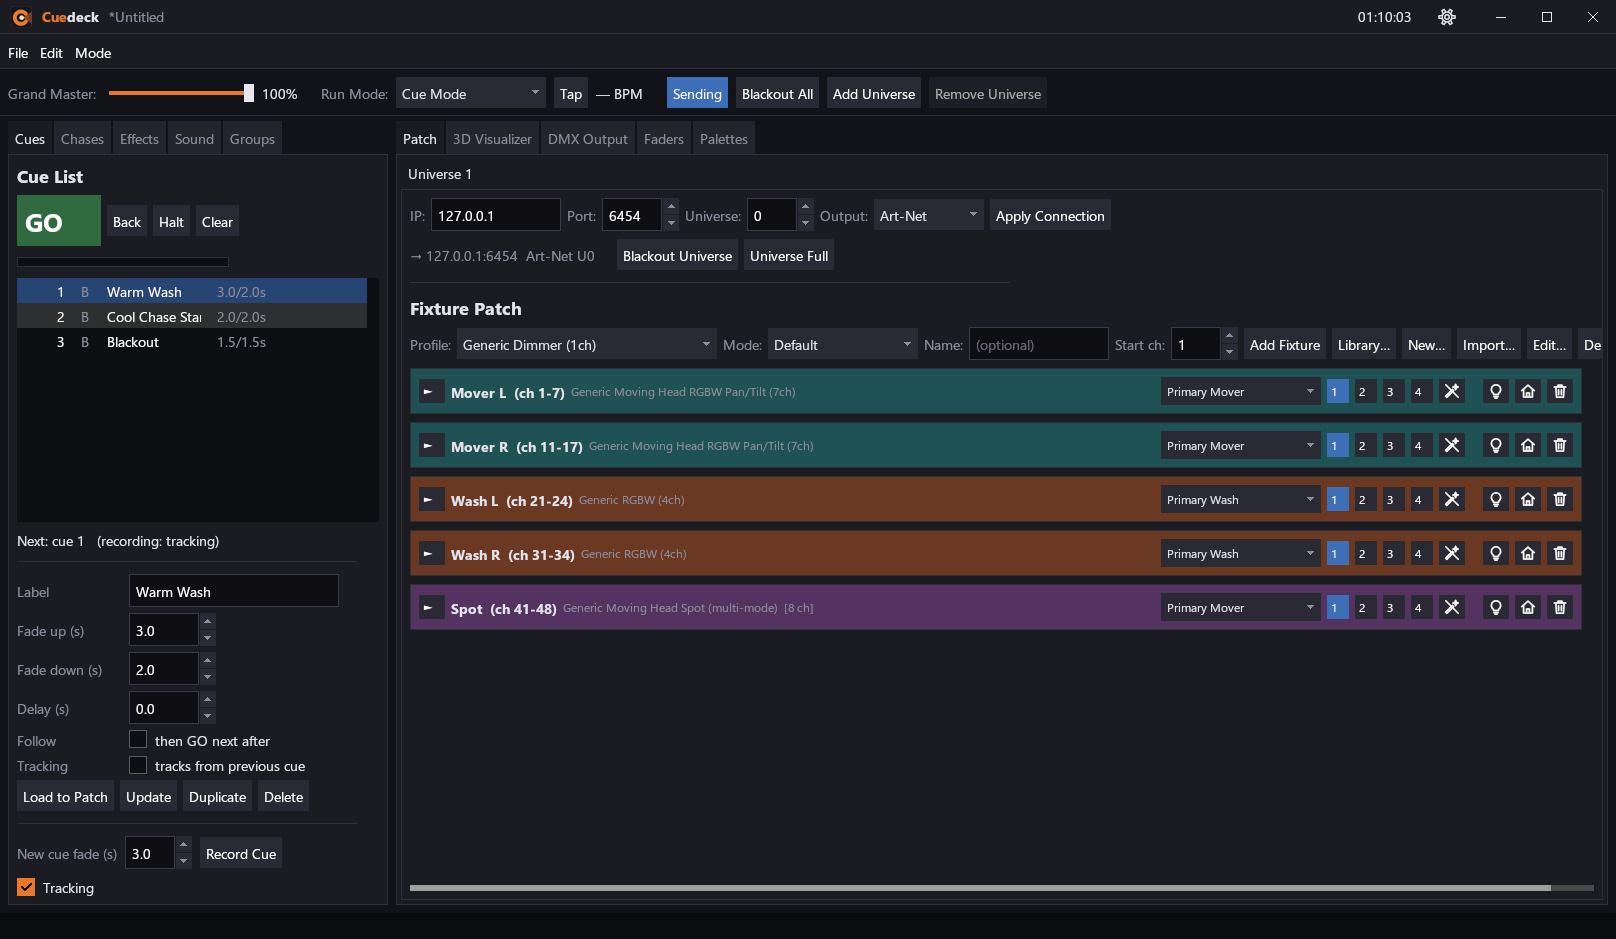 Cuedeck *Untitled 01:10:03
File Edit Mode
Grand Master: 100% Run Mode: Cue Mode Tap — BPM Sending Blackout All Add Universe Remove Universe
Cues Chases Effects Sound Groups
Cue List
GO Back Halt Clear
1 B Warm Wash 3.0/2.0s
2 B Cool Chase Star 2.0/2.0s
3 B Blackout 1.5/1.5s
Next: cue 1 (recording: tracking)
Label Warm Wash
Fade up (s) 3.0
Fade down (s) 2.0
Delay (s) 0.0
Follow then GO next after
Tracking tracks from previous cue
Load to Patch Update Duplicate Delete
New cue fade (s) 3.0 Record Cue
Tracking
Patch 3D Visualizer DMX Output Faders Palettes
Universe 1
IP: 127.0.0.1 Port: 6454 Universe: 0 Output: Art-Net Apply Connection
→ 127.0.0.1:6454 Art-Net U0 Blackout Universe Universe Full
Fixture Patch
Profile: Generic Dimmer (1ch) Mode: Default Name: (optional) Start ch: 1 Add Fixture Library... New... Import... Edit... De
Mover L (ch 1-7) Generic Moving Head RGBW Pan/Tilt (7ch) Primary Mover 1 2 3 4
Mover R (ch 11-17) Generic Moving Head RGBW Pan/Tilt (7ch) Primary Mover 1 2 3 4
Wash L (ch 21-24) Generic RGBW (4ch) Primary Wash 1 2 3 4
Wash R (ch 31-34) Generic RGBW (4ch) Primary Wash 1 2 3 4
Spot (ch 41-48) Generic Moving Head Spot (multi-mode) [8 ch] Primary Mover 1 2 3 4